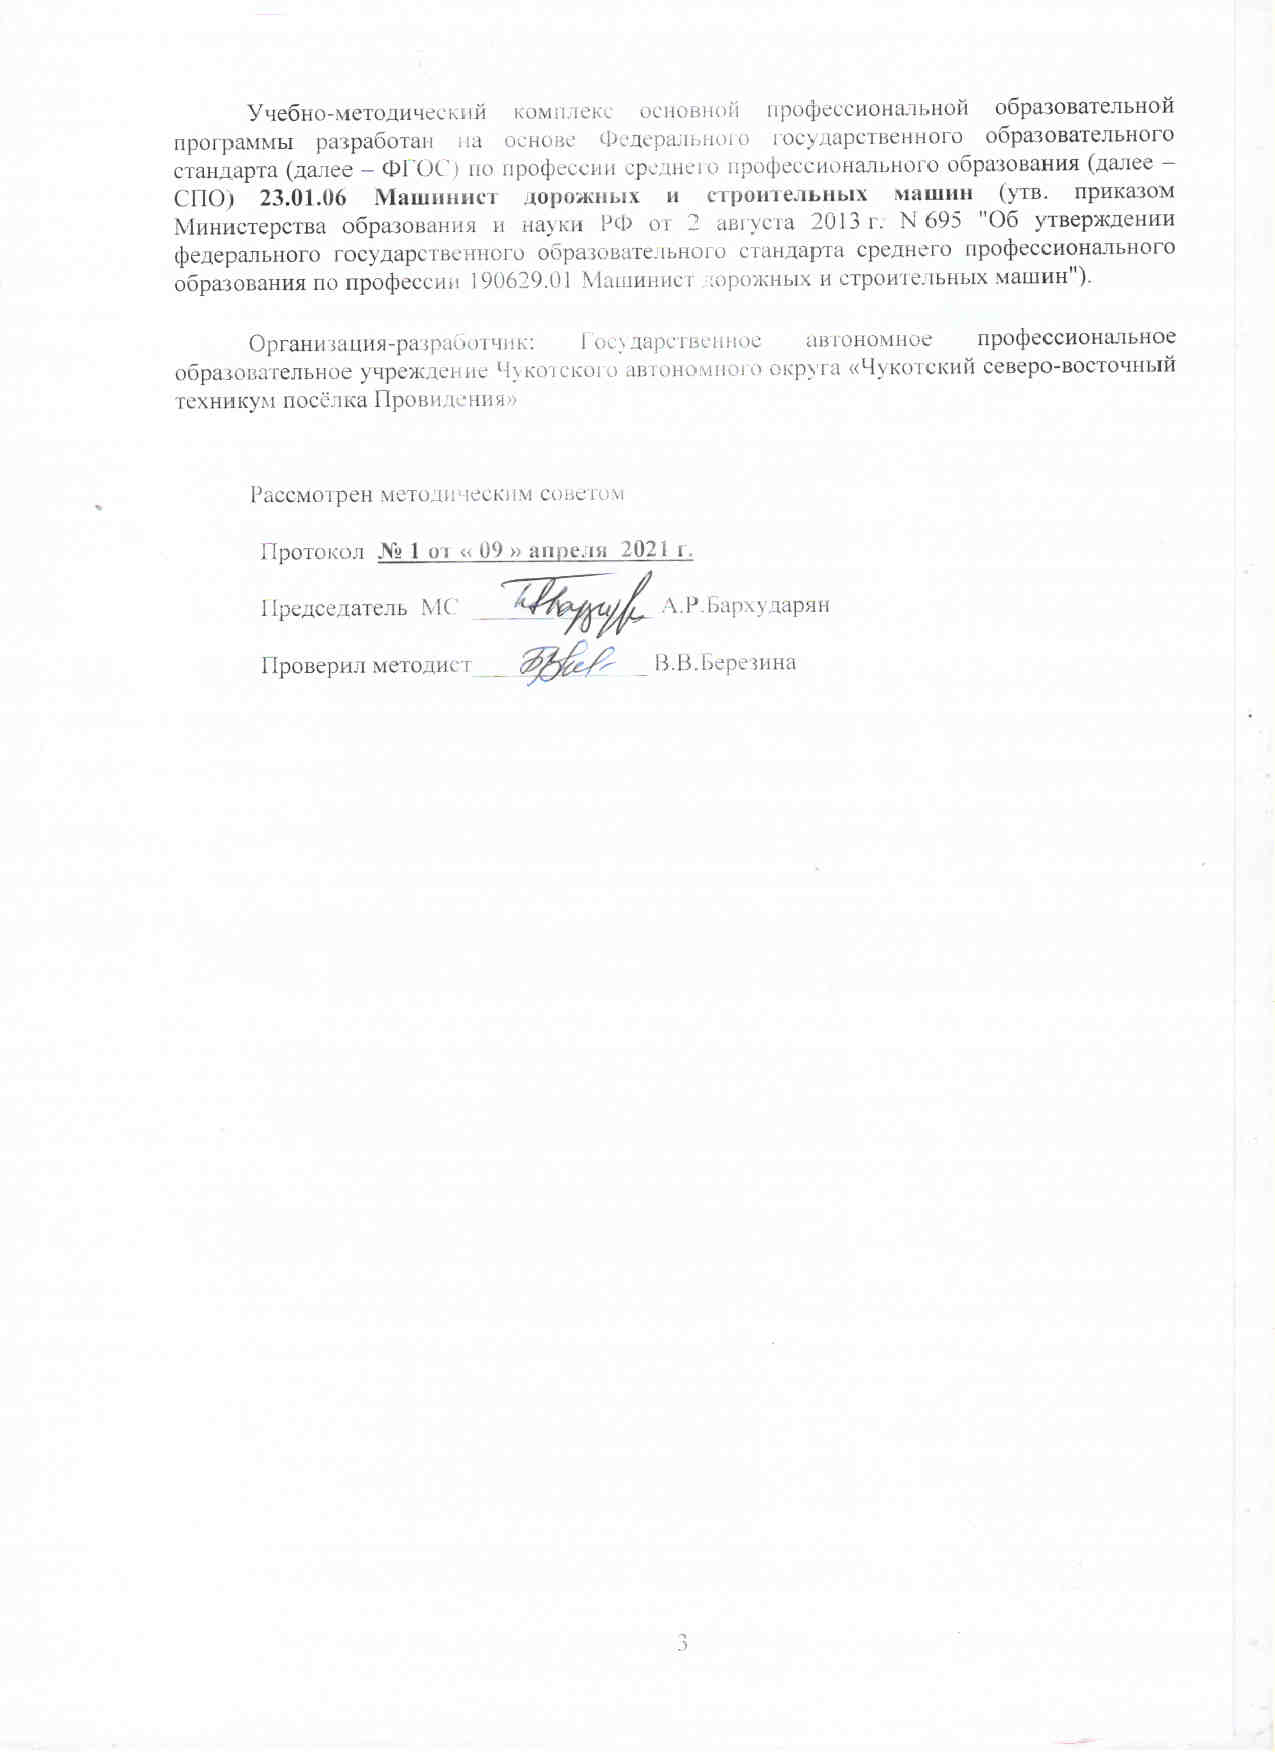 Учебно-методический комплекс основной профессиональной образовательной
программы разработан на основе Федерального государственного образовательного
стандарта (далее – ФГОС) по профессии среднего профессионального образования (далее –
СПО) 23.01.06 Машинист дорожных и строительных машин (утв. приказом
Министерства образования и науки РФ от 2 августа 2013 г. N 695 "Об утверждении
федерального государственного образовательного стандарта среднего профессионального
образования по профессии 190629.01 Машинист дорожных и строительных машин").
Организация-разработчик: Государственное автономное профессиональное
образовательное учреждение Чукотского автономного округа «Чукотский северо-восточный
техникум посёлка Провидения»
Рассмотрен методическим советом
Протокол № 1 от « 09 » апреля 2021 г.
Председатель МС А.Р.Бархударян
Проверил методист В.В.Березина
3